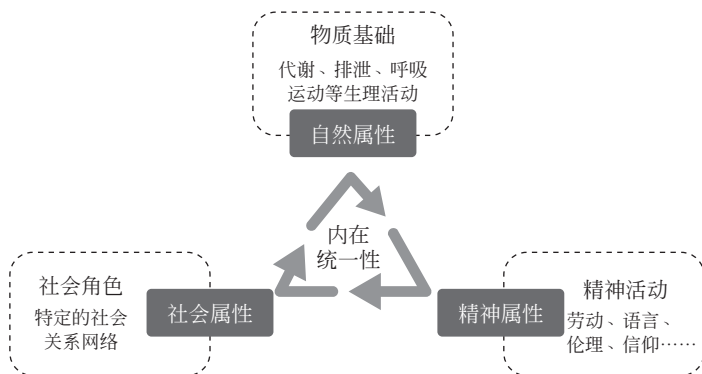 物质基础
代谢、排泄、呼吸
运动等生理活动
自然属性
内在
统一性
社会角色
特定的社会
关系网络
社会属性
精神属性
精神活动
劳动、语言、
伦理、信仰……